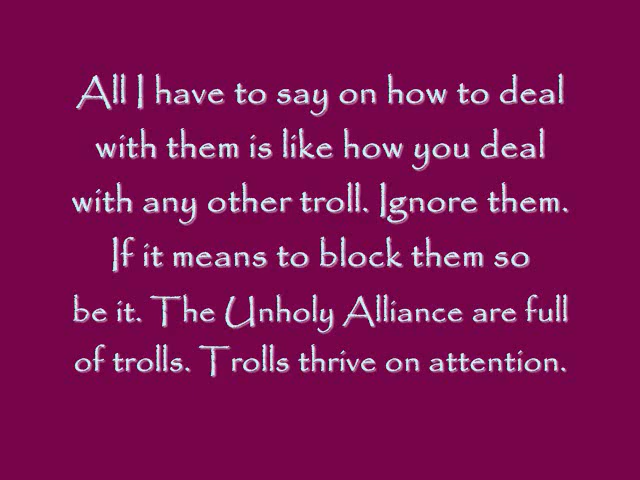 All I have to say on how to deal
with them is like how you deal
with any other troll. Ignore them.
If it means to block them so
be it. The Unholy Alliance are full
of trolls. Trolls thrive on attention.